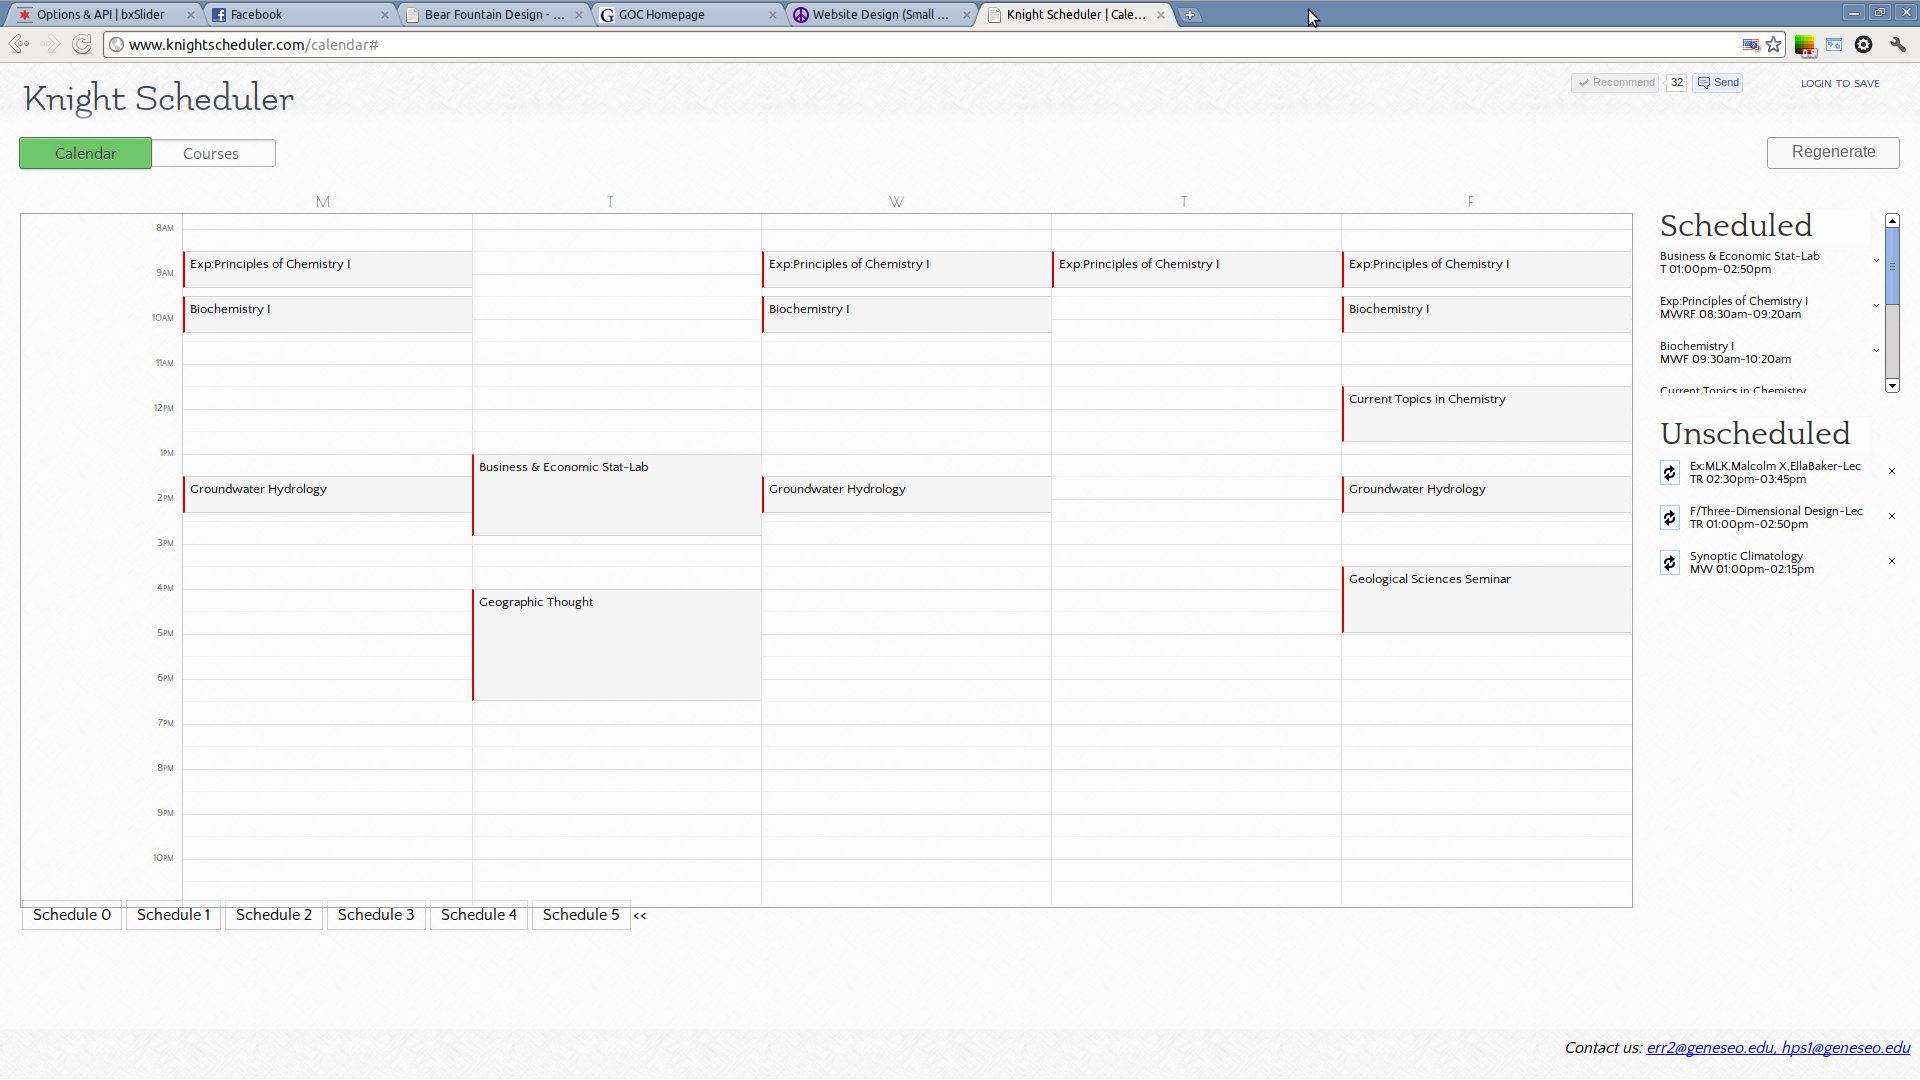 Options & API | bxSlider
Facebook
Bear Fountain Design - ...
GOC Homepage
Website Design (Small ...
Knight Scheduler | Cale...
www.knightscheduler.com/calendar#
Knight Scheduler
Recommend 32 Send
LOGIN TO SAVE
Calendar
Courses
Regenerate
M T W T F
8AM
9AM
10AM
11AM
12PM
1PM
2PM
3PM
4PM
5PM
6PM
7PM
8PM
9PM
10PM
Exp:Principles of Chemistry I
Exp:Principles of Chemistry I
Exp:Principles of Chemistry I
Exp:Principles of Chemistry I
Biochemistry I
Biochemistry I
Biochemistry I
Current Topics in Chemistry
Business & Economic Stat-Lab
Groundwater Hydrology
Groundwater Hydrology
Groundwater Hydrology
Geological Sciences Seminar
Geographic Thought
Scheduled
Business & Economic Stat-Lab
T 01:00pm-02:50pm
Exp:Principles of Chemistry I
MWRF 08:30am-09:20am
Biochemistry I
MWF 09:30am-10:20am
Current Topics in Chemistry
Unscheduled
Ex:MLK,Malcolm X,EllaBaker-Lec
TR 02:30pm-03:45pm
F/Three-Dimensional Design-Lec
TR 01:00pm-02:50pm
Synoptic Climatology
MW 01:00pm-02:15pm
Schedule 0
Schedule 1
Schedule 2
Schedule 3
Schedule 4
Schedule 5
<<
Contact us: err2@geneseo.edu, hps1@geneseo.edu